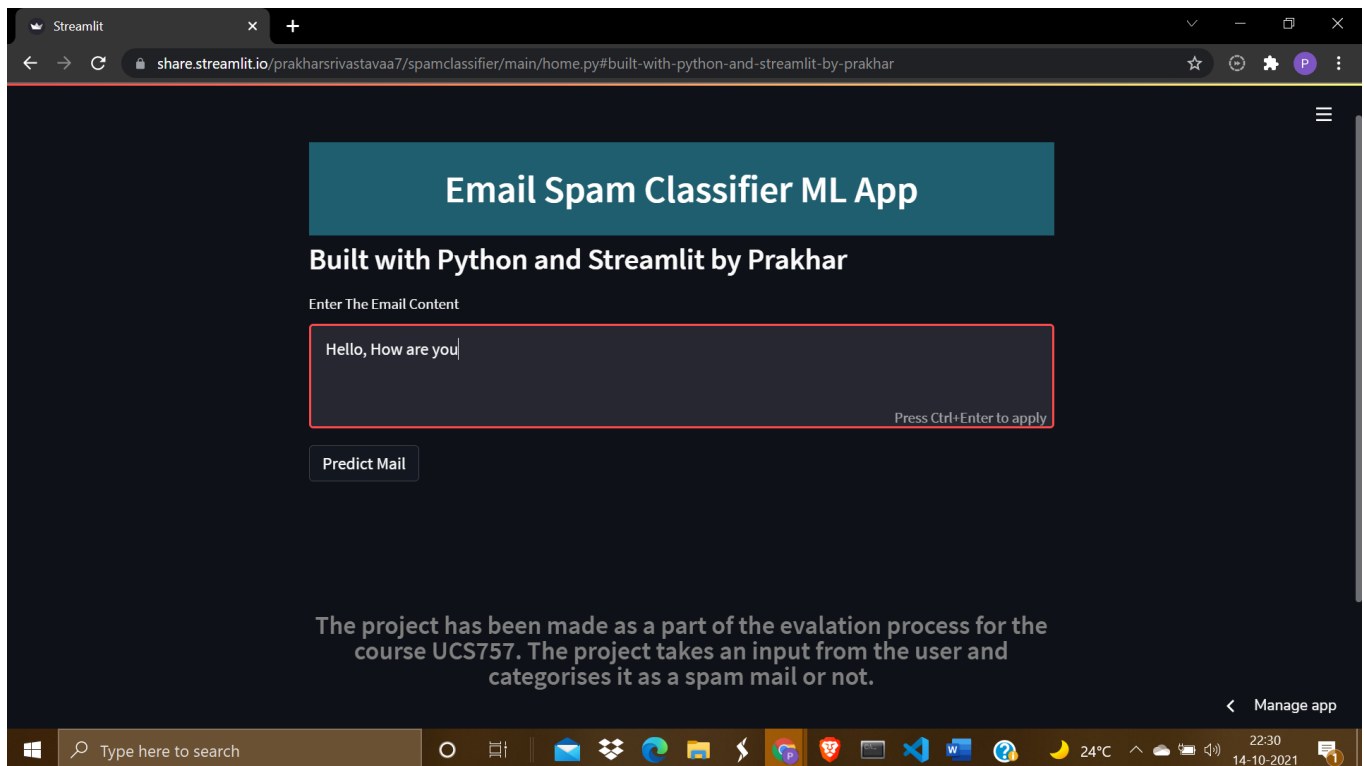 Streamlit
share.streamlit.io/prakharsrivastavaa7/spamclassifier/main/home.py#built-with-python-and-streamlit-by-prakhar
P
Email Spam Classifier ML App
Built with Python and Streamlit by Prakhar
Enter The Email Content
Hello, How are you
Press Ctrl+Enter to apply
Predict Mail
The project has been made as a part of the evalation process for the
course UCS757. The project takes an input from the user and
categorises it as a spam mail or not.
Manage app
Type here to search
24°C
22:30
14-10-2021
1